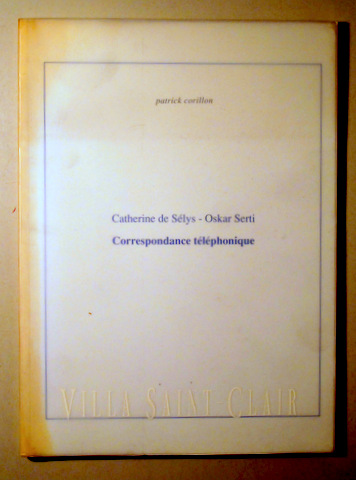 patrick corillon
Catherine de Sélys - Oskar Serti
Correspondance téléphonique
VILLA SAINT CLAIR